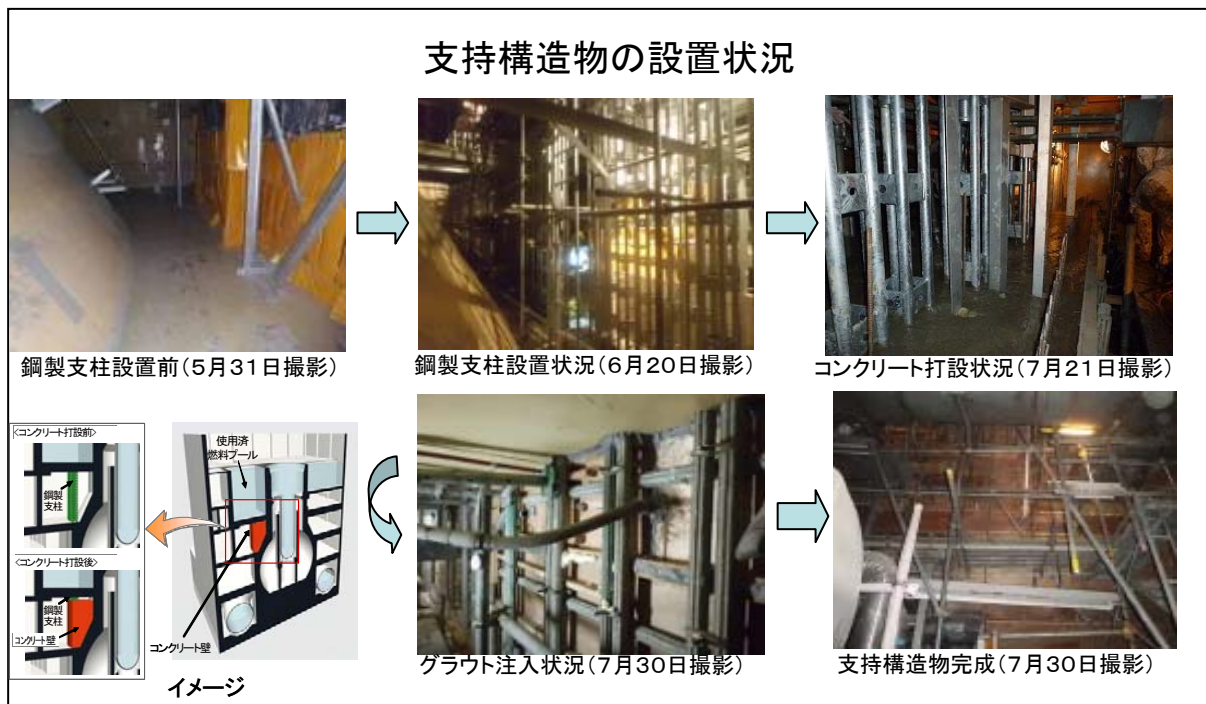 支持構造物の設置状況
鋼製支柱設置前(5月31日撮影)
鋼製支柱設置状況(6月20日撮影)
コンクリート打設状況(7月21日撮影)
<コンクリート打設前>
鋼製
支柱
<コンクリート打設後>
鋼製
支柱
コンクリート壁
使用済
燃料プール
コンクリート壁
イメージ
グラウト注入状況(7月30日撮影)
支持構造物完成(7月30日撮影)